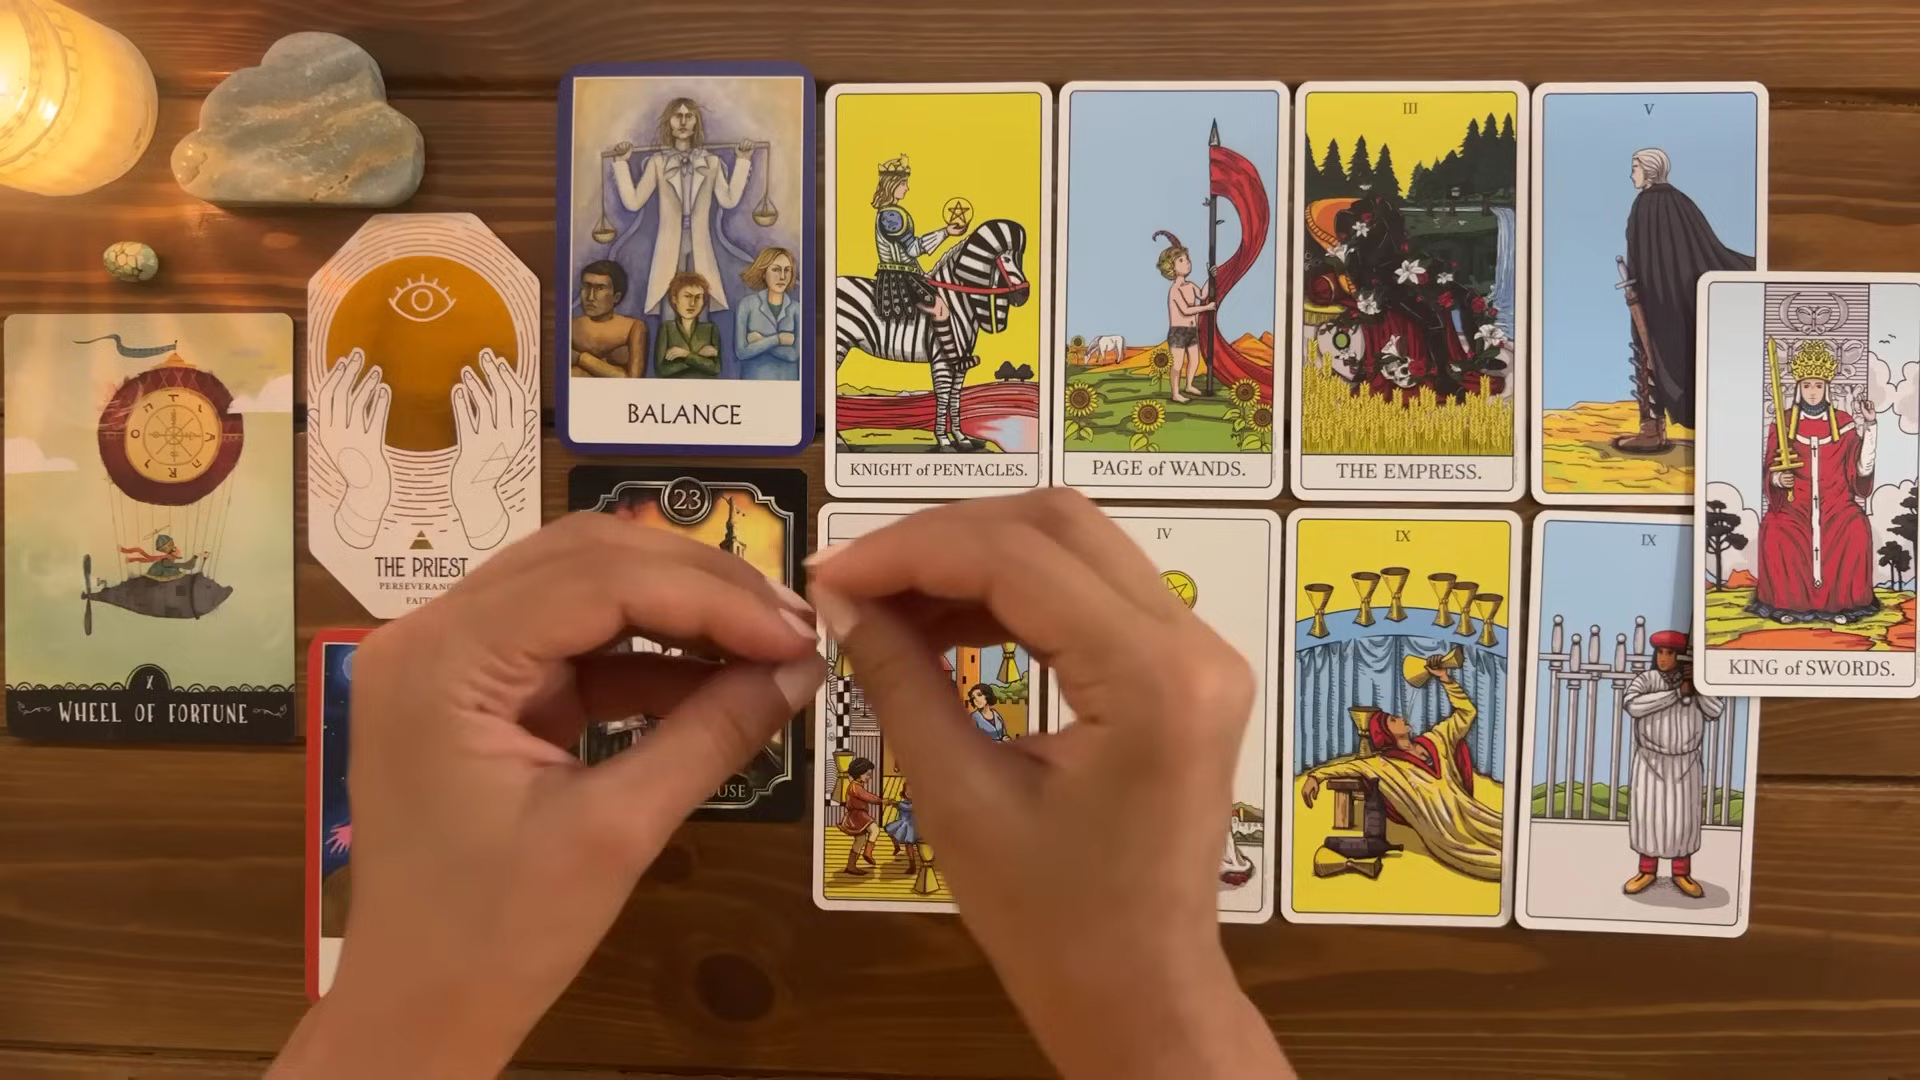 BALANCE
KNIGHT of PENTACLES.
PAGE of WANDS.
III
THE EMPRESS.
V
KING of SWORDS.
X
WHEEL OF FORTUNE
THE PRIEST
23
IV
IX
IX